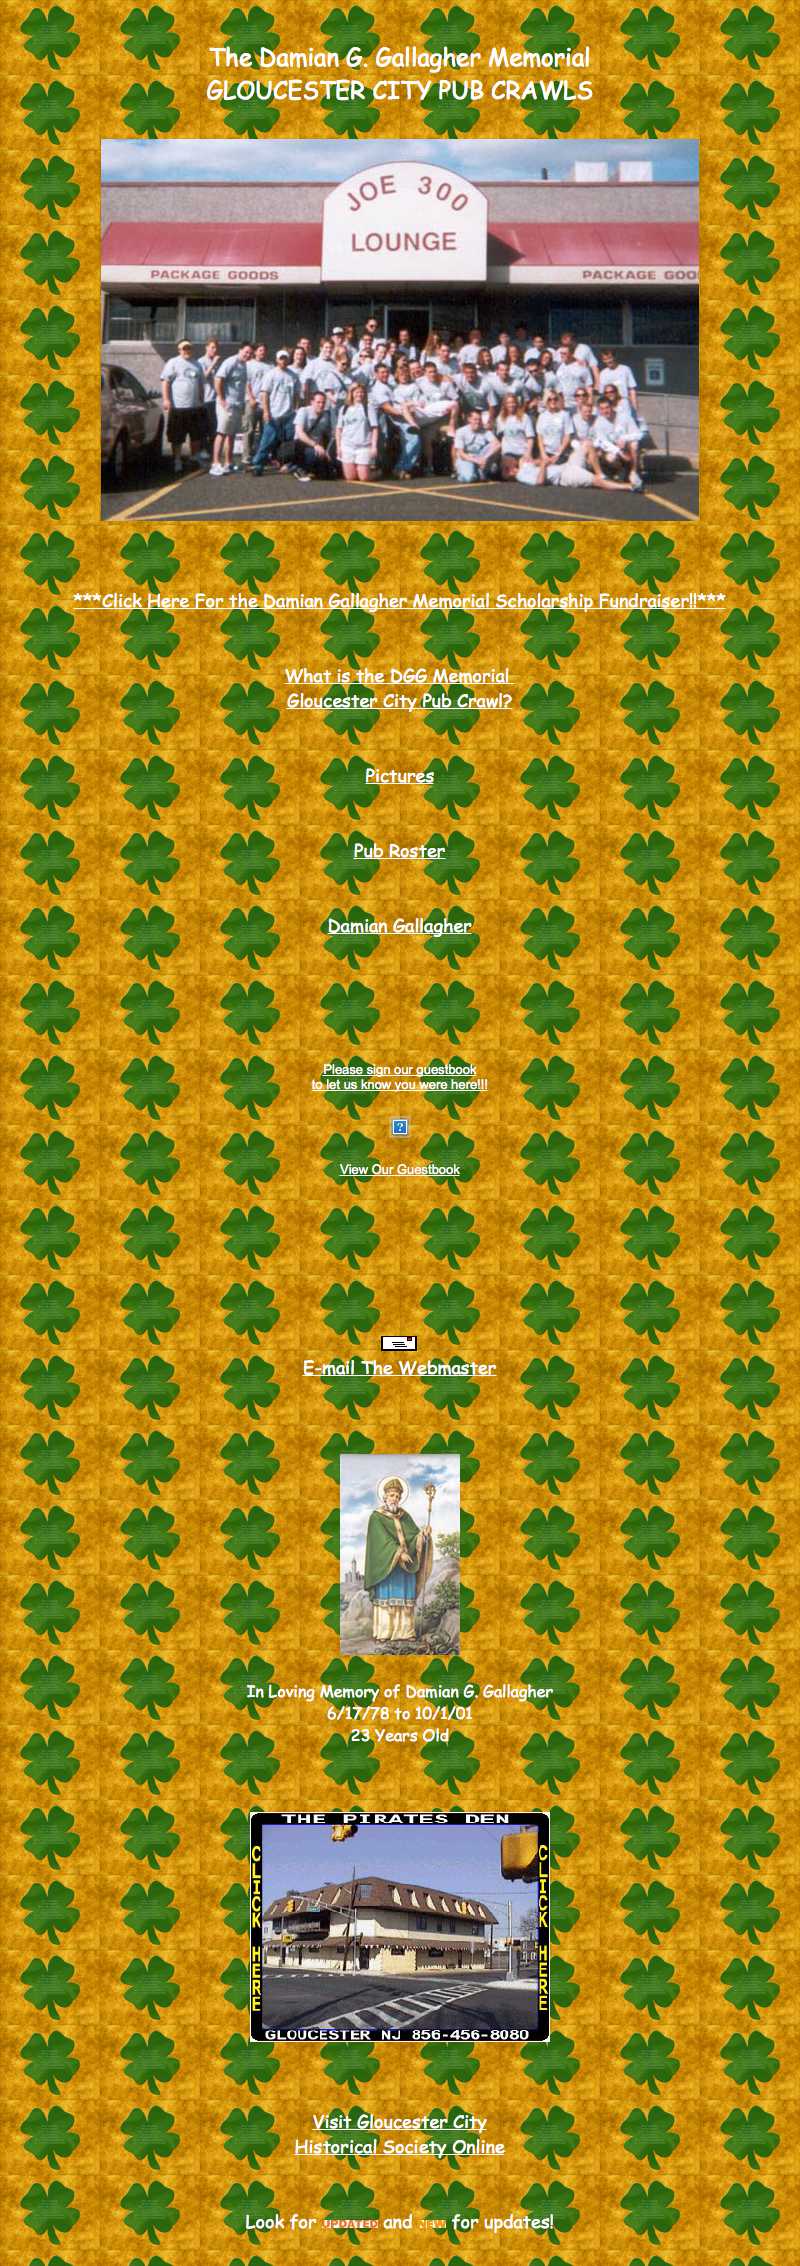 The Damian G. Gallagher Memorial
GLOUCESTER CITY PUB CRAWLS
JOE 300
LOUNGE
PACKAGE GOODS
PACKAGE GOO
***Click Here For the Damian Gallagher Memorial Scholarship Fundraiser!!***
What is the DGG Memorial
Gloucester City Pub Crawl?
Pictures
Pub Roster
Damian Gallagher
Please sign our guestbook
to let us know you were here!!!
?
View Our Guestbook
E-mail The Webmaster
In Loving Memory of Damian G. Gallagher
6/17/78 to 10/1/01
23 Years Old
THE PIRATES DEN
CLICK HERE
CLICK HERE
GLOUCESTER NJ 856-456-8080
Visit Gloucester City
Historical Society Online
Look for UPDATED! and NEW for updates!